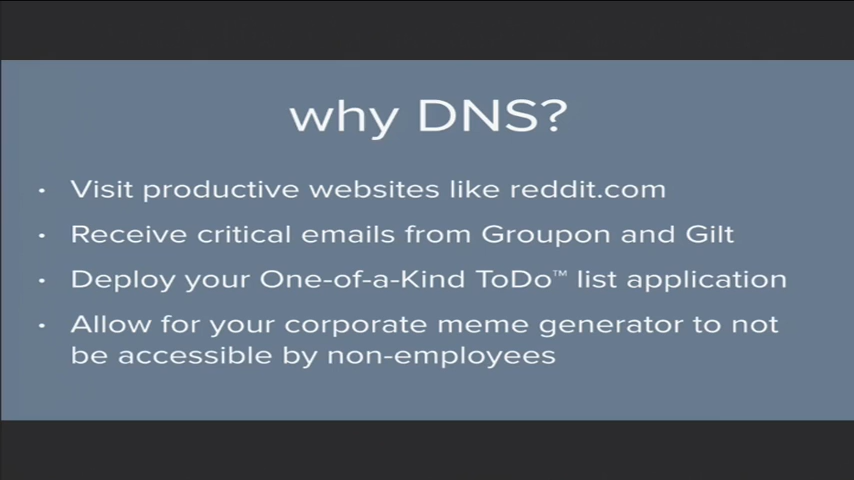 why DNS?
• Visit productive websites like reddit.com
• Receive critical emails from Groupon and Gilt
• Deploy your One-of-a-Kind ToDo™ list application
• Allow for your corporate meme generator to not
be accessible by non-employees